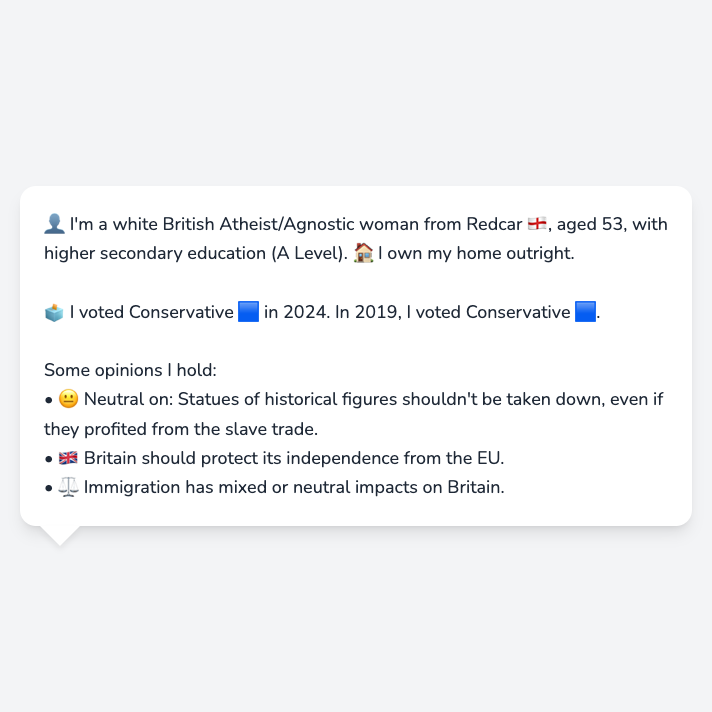 👤 I'm a white British Atheist/Agnostic woman from Redcar 🏴󠁧󠁢󠁥󠁮󠁧󠁿, aged 53, with
higher secondary education (A Level). 🏠 I own my home outright.
🗳️ I voted Conservative 🟦 in 2024. In 2019, I voted Conservative 🟦.
Some opinions I hold:
• 😐 Neutral on: Statues of historical figures shouldn't be taken down, even if
they profited from the slave trade.
• 🇬🇧 Britain should protect its independence from the EU.
• ⚖️ Immigration has mixed or neutral impacts on Britain.